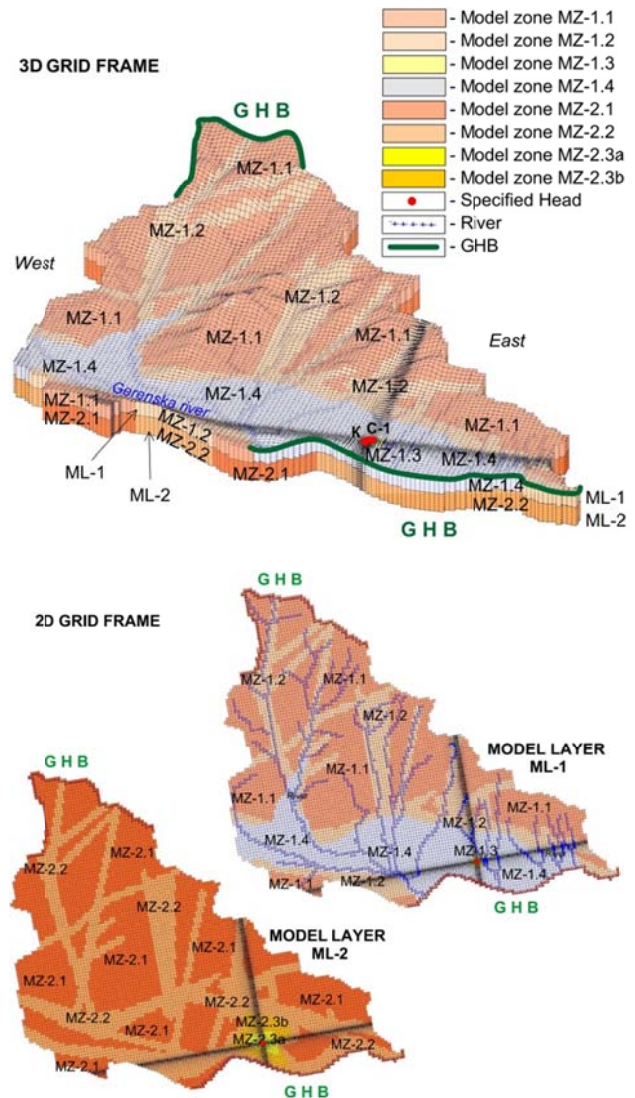 - Model zone MZ-1.1
- Model zone MZ-1.2
- Model zone MZ-1.3
- Model zone MZ-1.4
- Model zone MZ-2.1
- Model zone MZ-2.2
- Model zone MZ-2.3a
- Model zone MZ-2.3b
- Specified Head
- River
- GHB
3D GRID FRAME
G H B
MZ-1.1
MZ-1.2
West
MZ-1.2
MZ-1.1
MZ-1.1
MZ-1.1
East
MZ-1.4
MZ-1.4
MZ-1.2
MZ-1.1
Gerenska river
MZ-1.1
MZ-2.1
MZ-1.2
MZ-2.2
K C-1
MZ-1.3
MZ-1.4
MZ-2.1
MZ-1.4
MZ-2.2
ML-1
ML-2
ML-1
ML-2
G H B
2D GRID FRAME
G H B
MZ-1.2
MZ-1.1
MZ-1.2
MODEL LAYER
ML-1
MZ-1.1
MZ-1.1
River
MZ-1.1
MZ-1.2
MZ-1.4
MZ-1.4
MZ-1.3
MZ-1.1
MZ-1.2
MZ-1.4
G H B
G H B
MZ-2.2
MZ-2.1
MZ-2.2
MZ-2.1
MZ-2.1
MZ-2.1
MODEL LAYER
ML-2
MZ-2.2
MZ-2.1
MZ-2.2
MZ-2.3b
MZ-2.1
MZ-2.3a
MZ-2.2
MZ-2.1
G H B